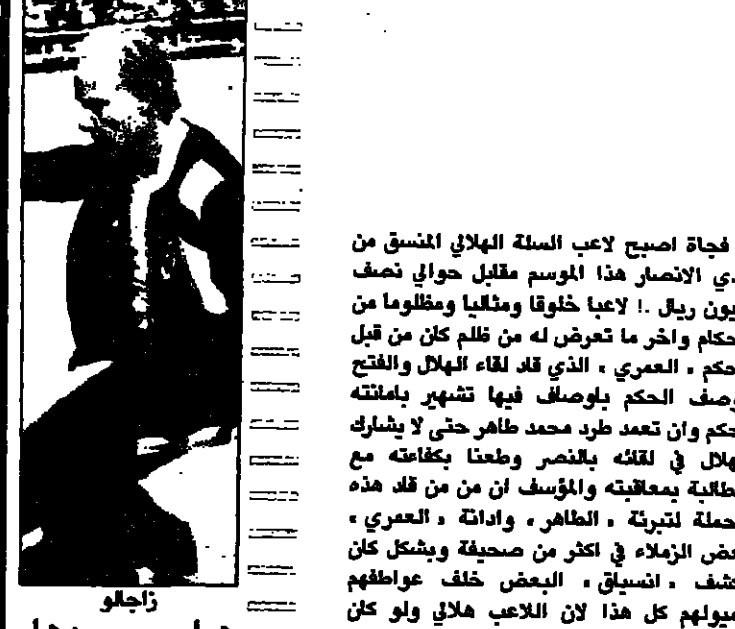 فجاة اصبح لاعب السلة الهلالي المنسق من
دي الانصار هذا الموسم مقابل حوالي نصف
يون ريال .! لاعبا خلوقا ومثاليا ومظلوما من
حكام واخر ما تعرض له من ظلم كان من قبل
حكم « العمري » الذي قاد لقاء الهلال والفتح
وصف الحكم باوصاف فيها تشهير بامانته
حكم وان تعمد طرد محمد طاهر حتى لا يشارك
هلال في لقائه بالنصر وطعنا بكفاءته مع
طالبة بمعاقبته والمؤسف ان من من قاد هذه
حملة لتبرئة « الطاهر » وادانة « العمري »
عض الزملاء في اكثر من صحيفة وبشكل كان
كشف « انسياق » البعض خلف عواطفهم
ميولهم كل هذا لان اللاعب هلالي ولو كان
زاجالو